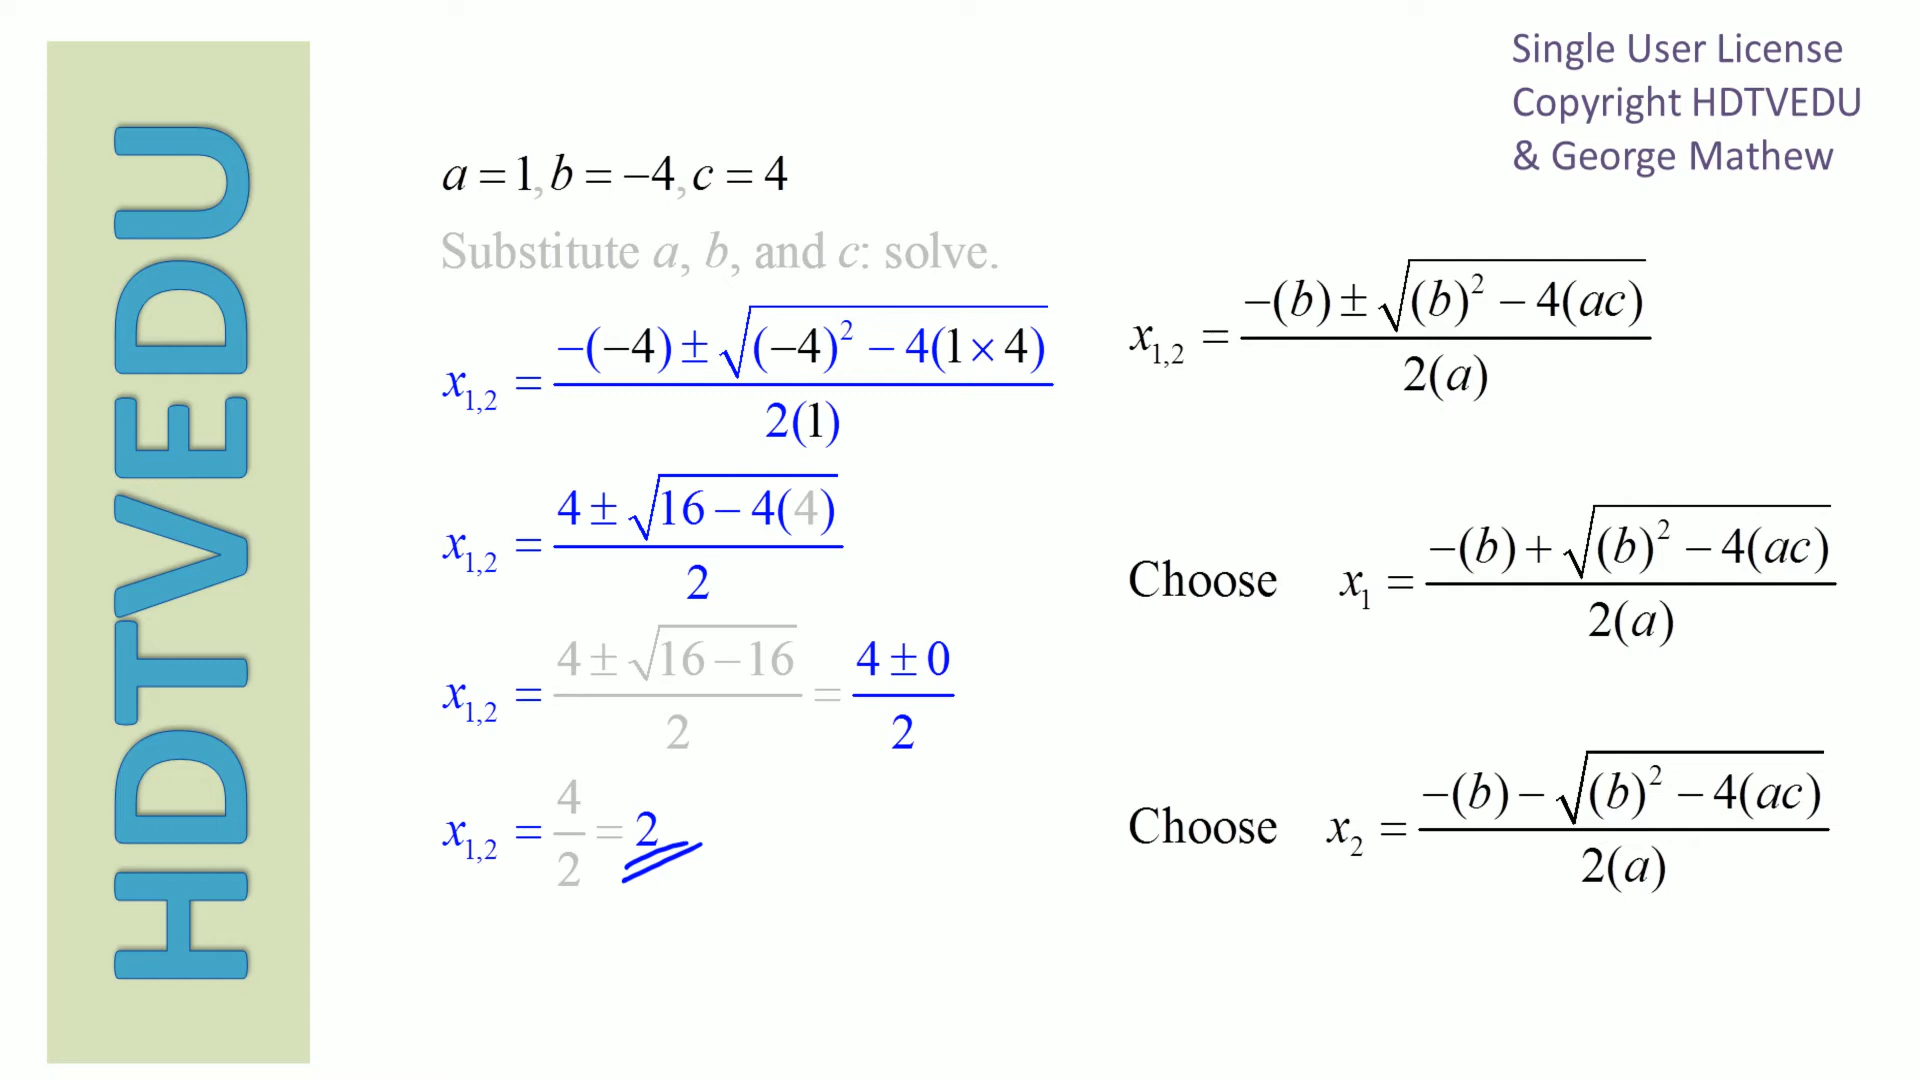 HDTVEDU
Single User License
Copyright HDTVEDU
& George Mathew
a = 1, b = −4, c = 4
Substitute a, b, and c: solve.
x₁,₂ = (−(−4) ± √((−4)² − 4(1 × 4))) / 2(1)
x₁,₂ = (4 ± √(16 − 4(4))) / 2
x₁,₂ = (4 ± √(16 − 16)) / 2 = (4 ± 0) / 2
x₁,₂ = 4/2 = 2
x₁,₂ = (−(b) ± √((b)² − 4(ac))) / 2(a)
Choose x₁ = (−(b) + √((b)² − 4(ac))) / 2(a)
Choose x₂ = (−(b) − √((b)² − 4(ac))) / 2(a)